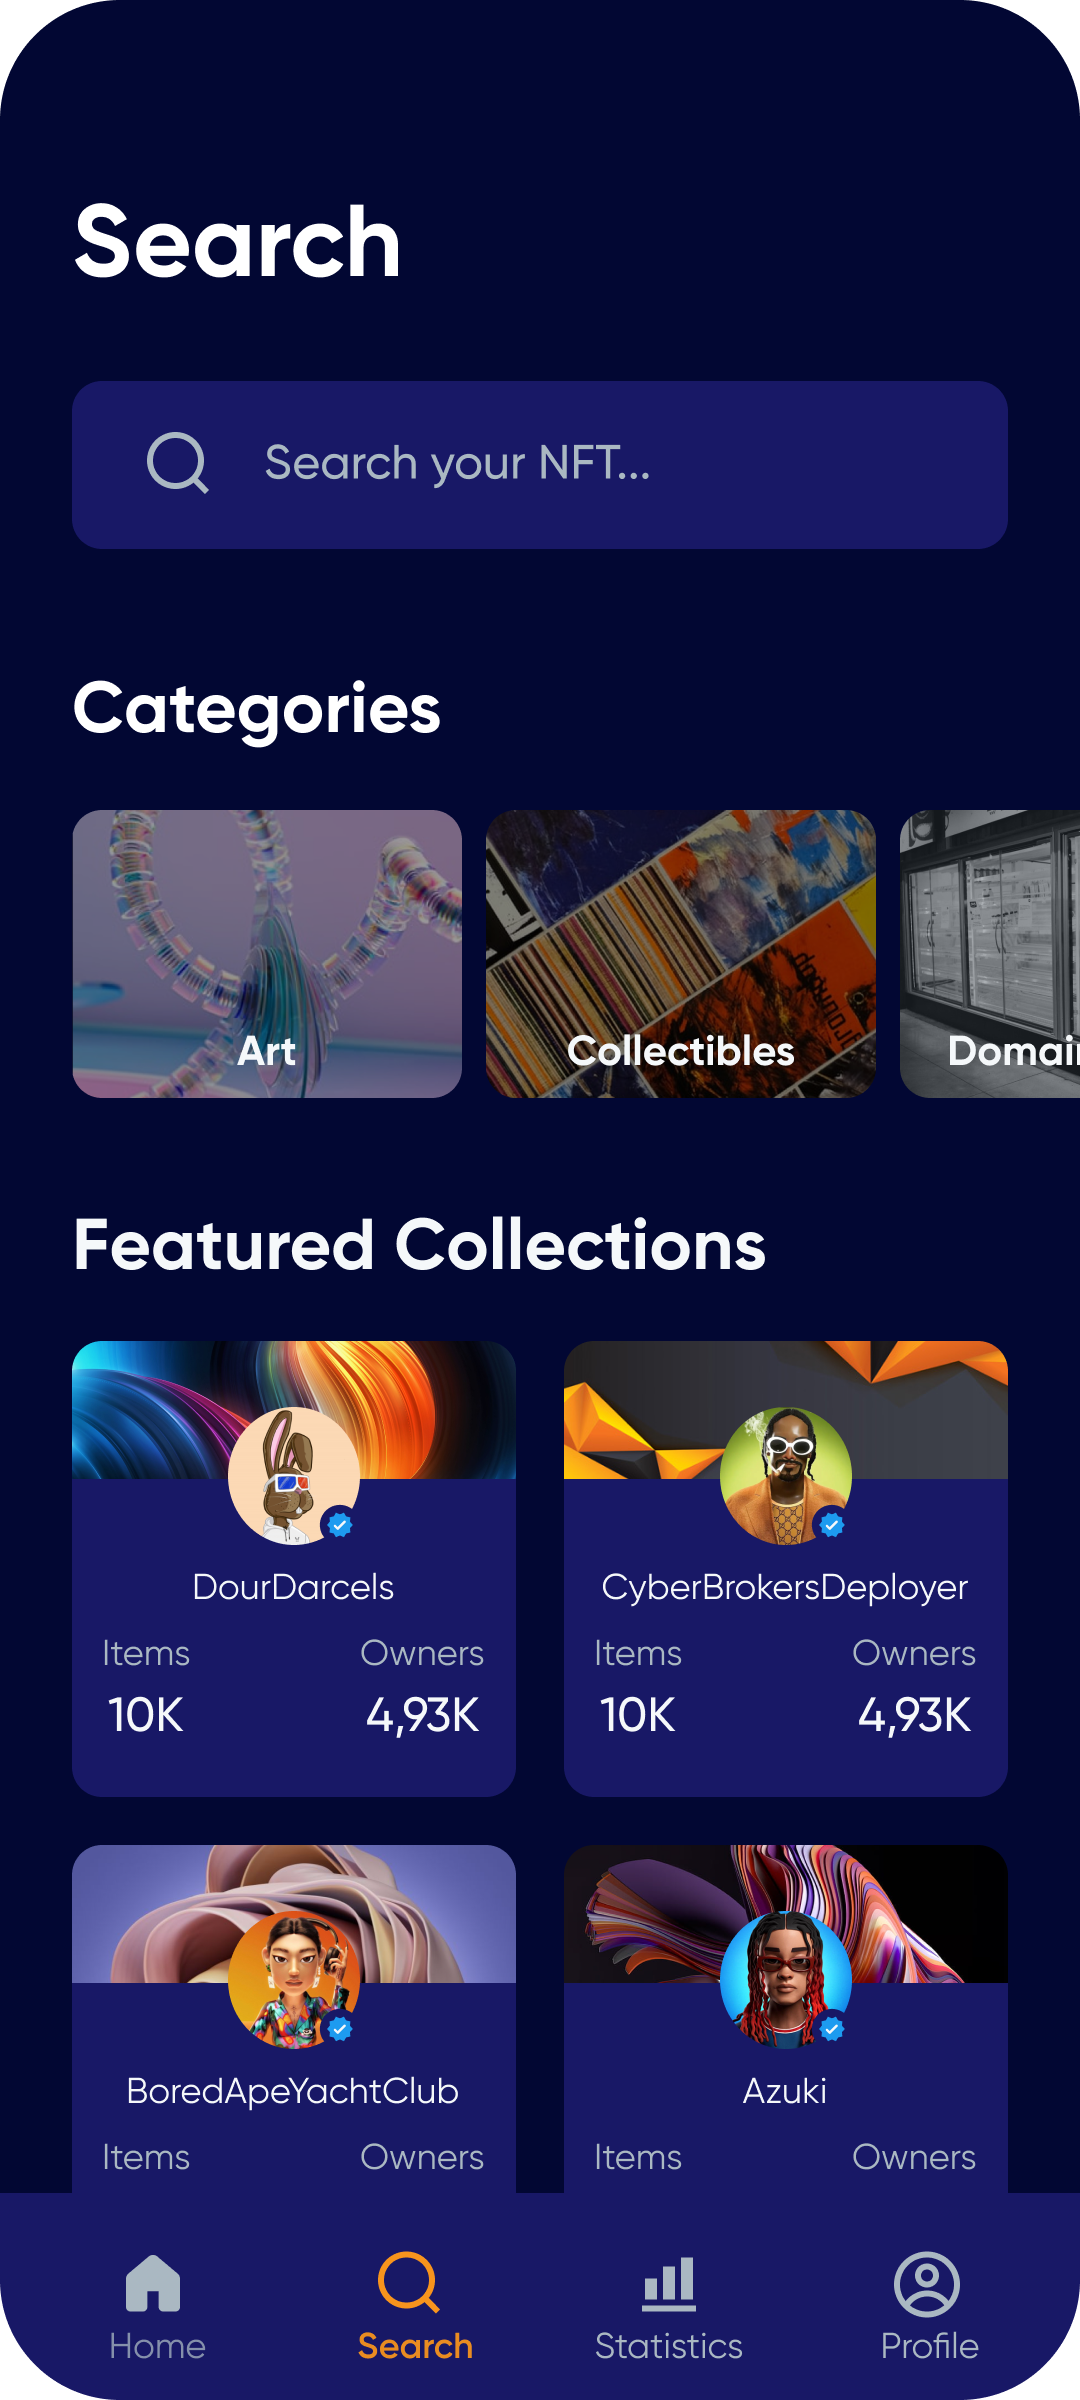 Search
Search your NFT...
Categories
Art
Collectibles
Domai
Featured Collections
DourDarcels
Items Owners
10K 4,93K
CyberBrokersDeployer
Items Owners
10K 4,93K
BoredApeYachtClub
Items Owners
Azuki
Items Owners
Home
Search
Statistics
Profile